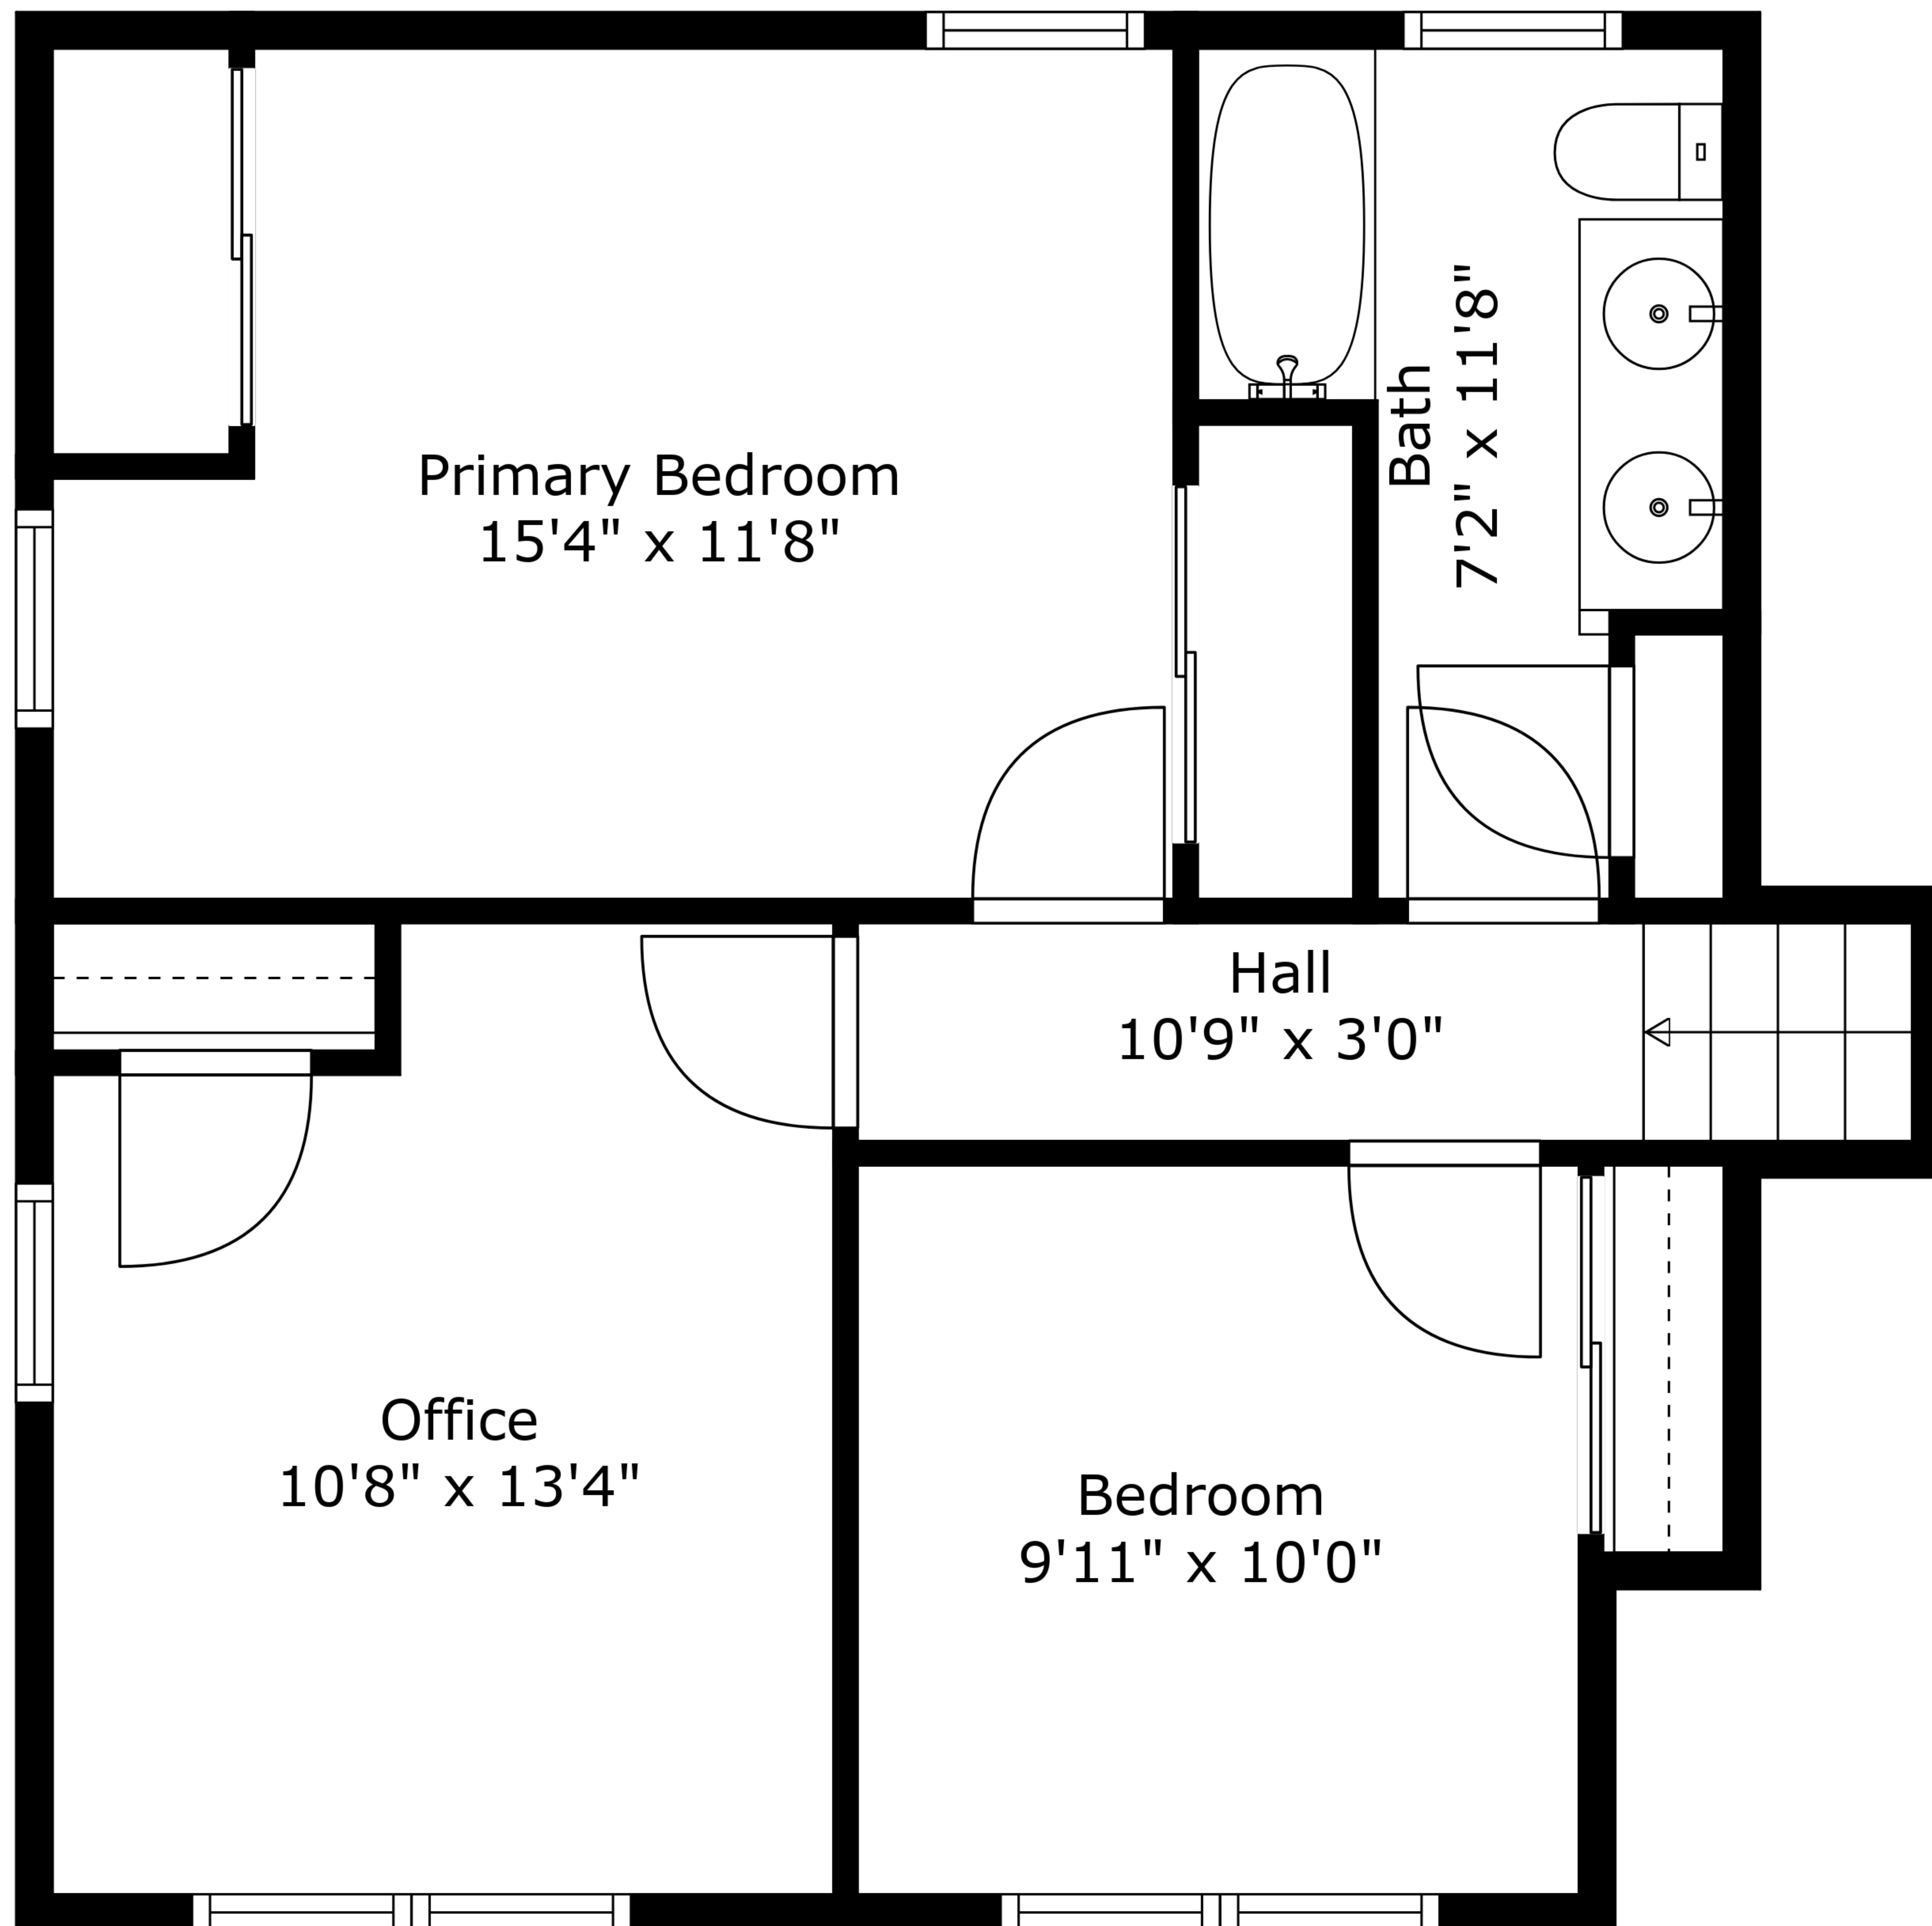 Primary Bedroom
15'4" x 11'8"
Bath
7'2" x 11'8"
Hall
10'9" x 3'0"
Office
10'8" x 13'4"
Bedroom
9'11" x 10'0"